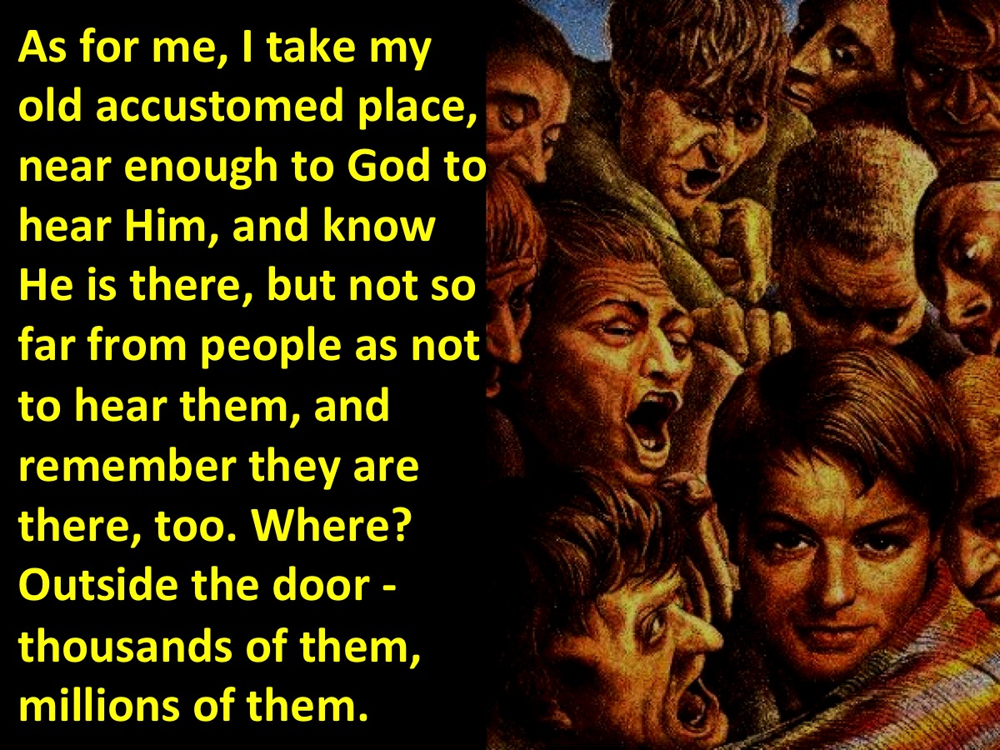 As for me, I take my
old accustomed place,
near enough to God to
hear Him, and know
He is there, but not so
far from people as not
to hear them, and
remember they are
there, too. Where?
Outside the door -
thousands of them,
millions of them.